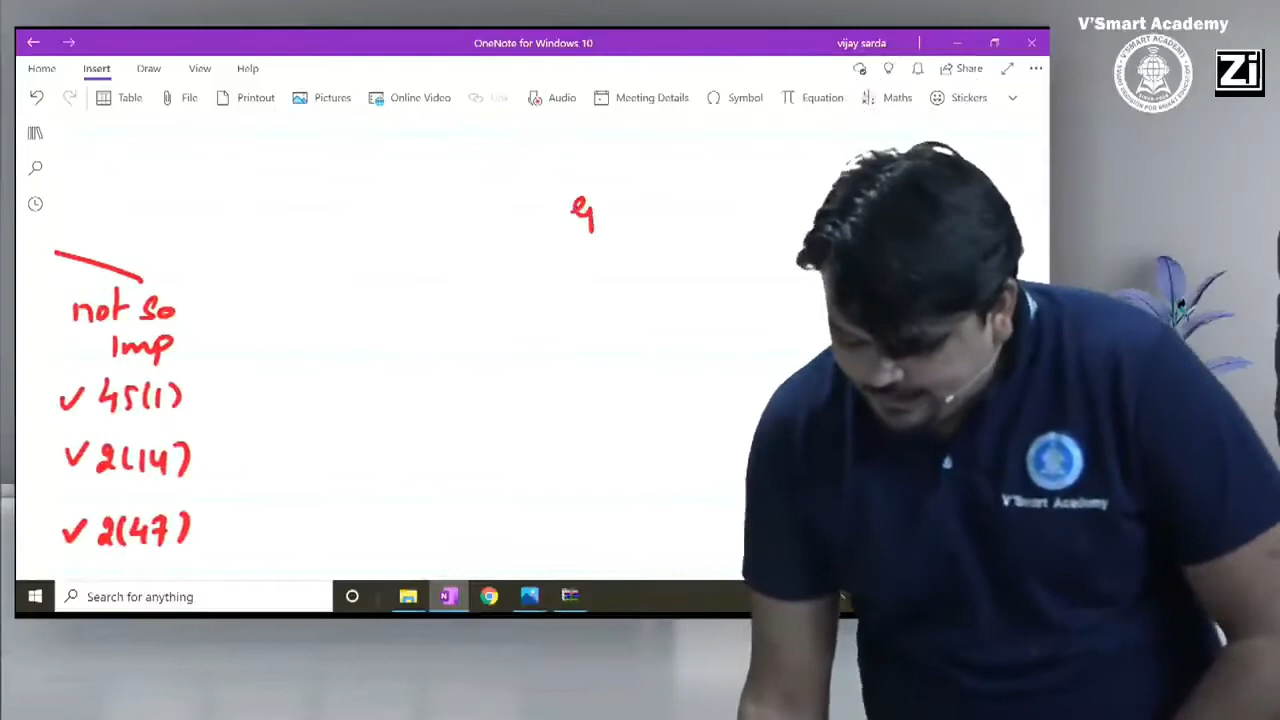 V'Smart Academy
OneNote for Windows 10
vijay sarda
Home Insert Draw View Help
Share
Table File Printout Pictures Online Video Link Audio Meeting Details Symbol Equation Maths Stickers
Zi
not so
Imp
✓ 45(1)
✓ 2(14)
✓ 2(47)
V'Smart Academy
Search for anything